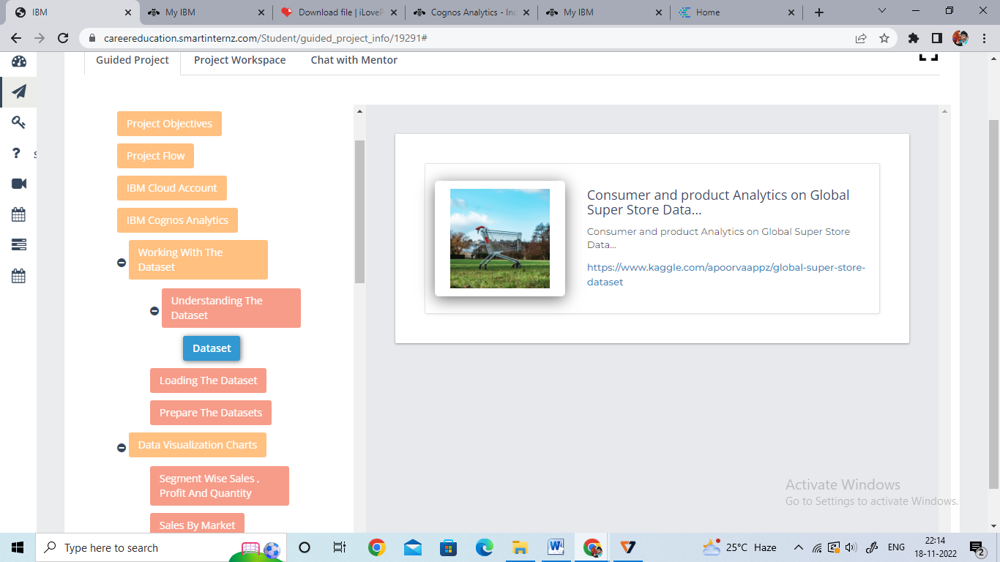 IBM
My IBM
Download file | iLoveP
Cognos Analytics - Inc
My IBM
Home
careereducation.smartinternz.com/Student/guided_project_info/19291#
Guided Project
Project Workspace
Chat with Mentor
Project Objectives
Project Flow
IBM Cloud Account
IBM Cognos Analytics
Working With The
Dataset
Understanding The
Dataset
Dataset
Loading The Dataset
Prepare The Datasets
Data Visualization Charts
Segment Wise Sales ,
Profit And Quantity
Sales By Market
Consumer and product Analytics on Global
Super Store Data...
Consumer and product Analytics on Global Super Store
Data...
https://www.kaggle.com/apoorvaappz/global-super-store-
dataset
Activate Windows
Go to Settings to activate Windows.
Type here to search
25°C Haze
ENG
22:14
18-11-2022
2